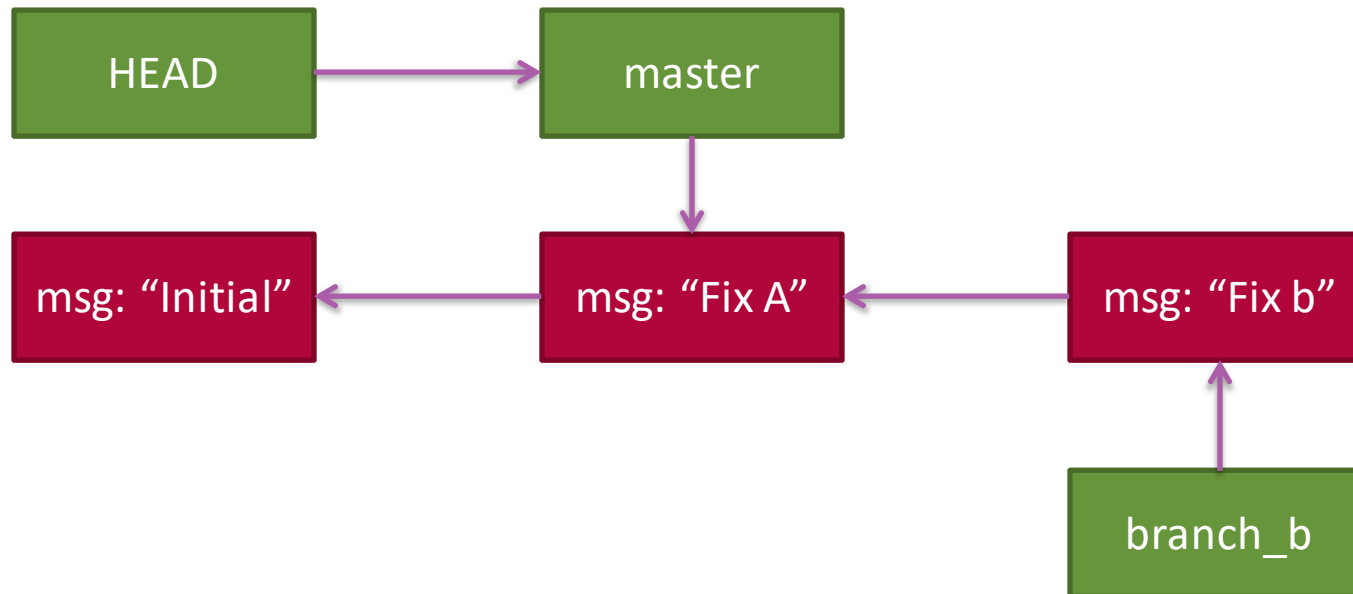 HEAD
master
msg: “Initial”
msg: “Fix A”
msg: “Fix b”
branch_b